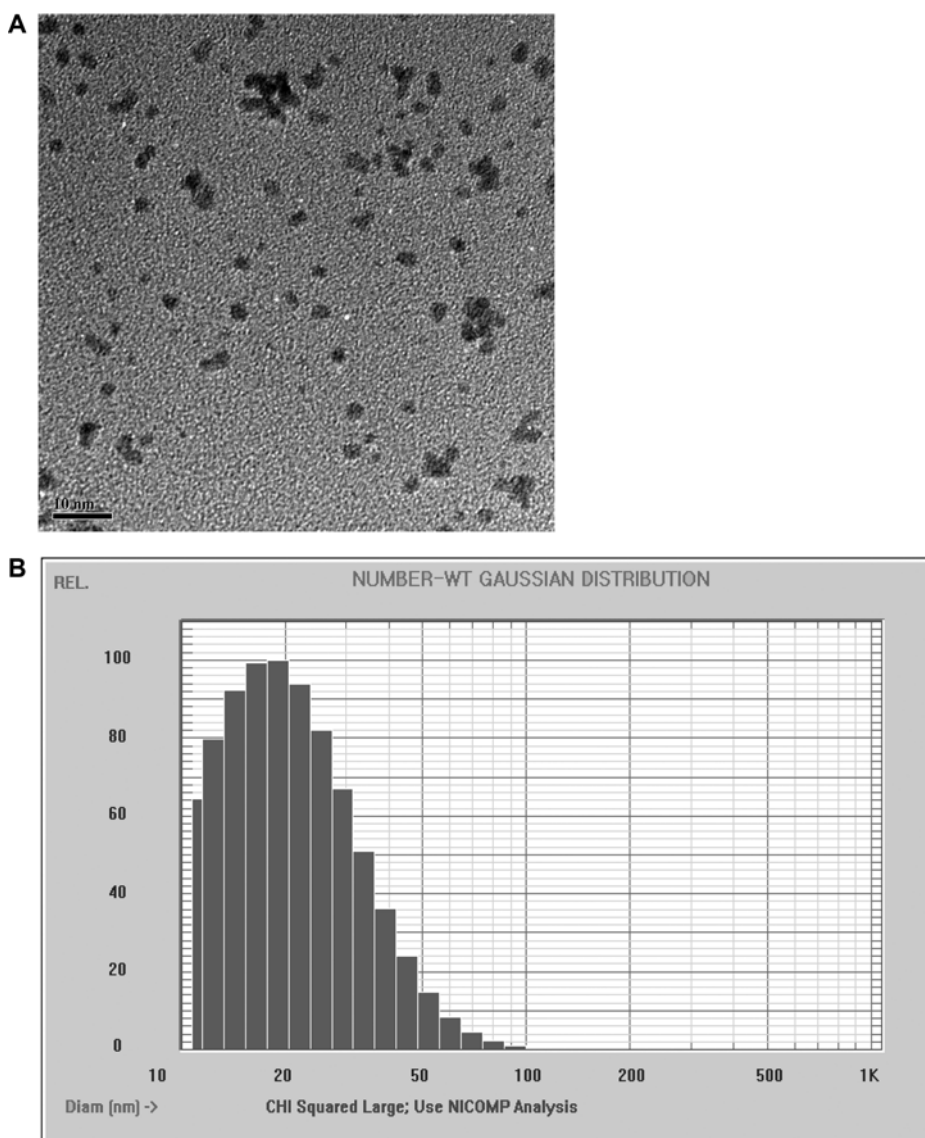 A
10 nm
B
REL.
NUMBER-WT GAUSSIAN DISTRIBUTION
100
80
60
40
20
0
10 20 50 100 200 500 1K
Diam (nm) -> CHI Squared Large; Use NICOMP Analysis